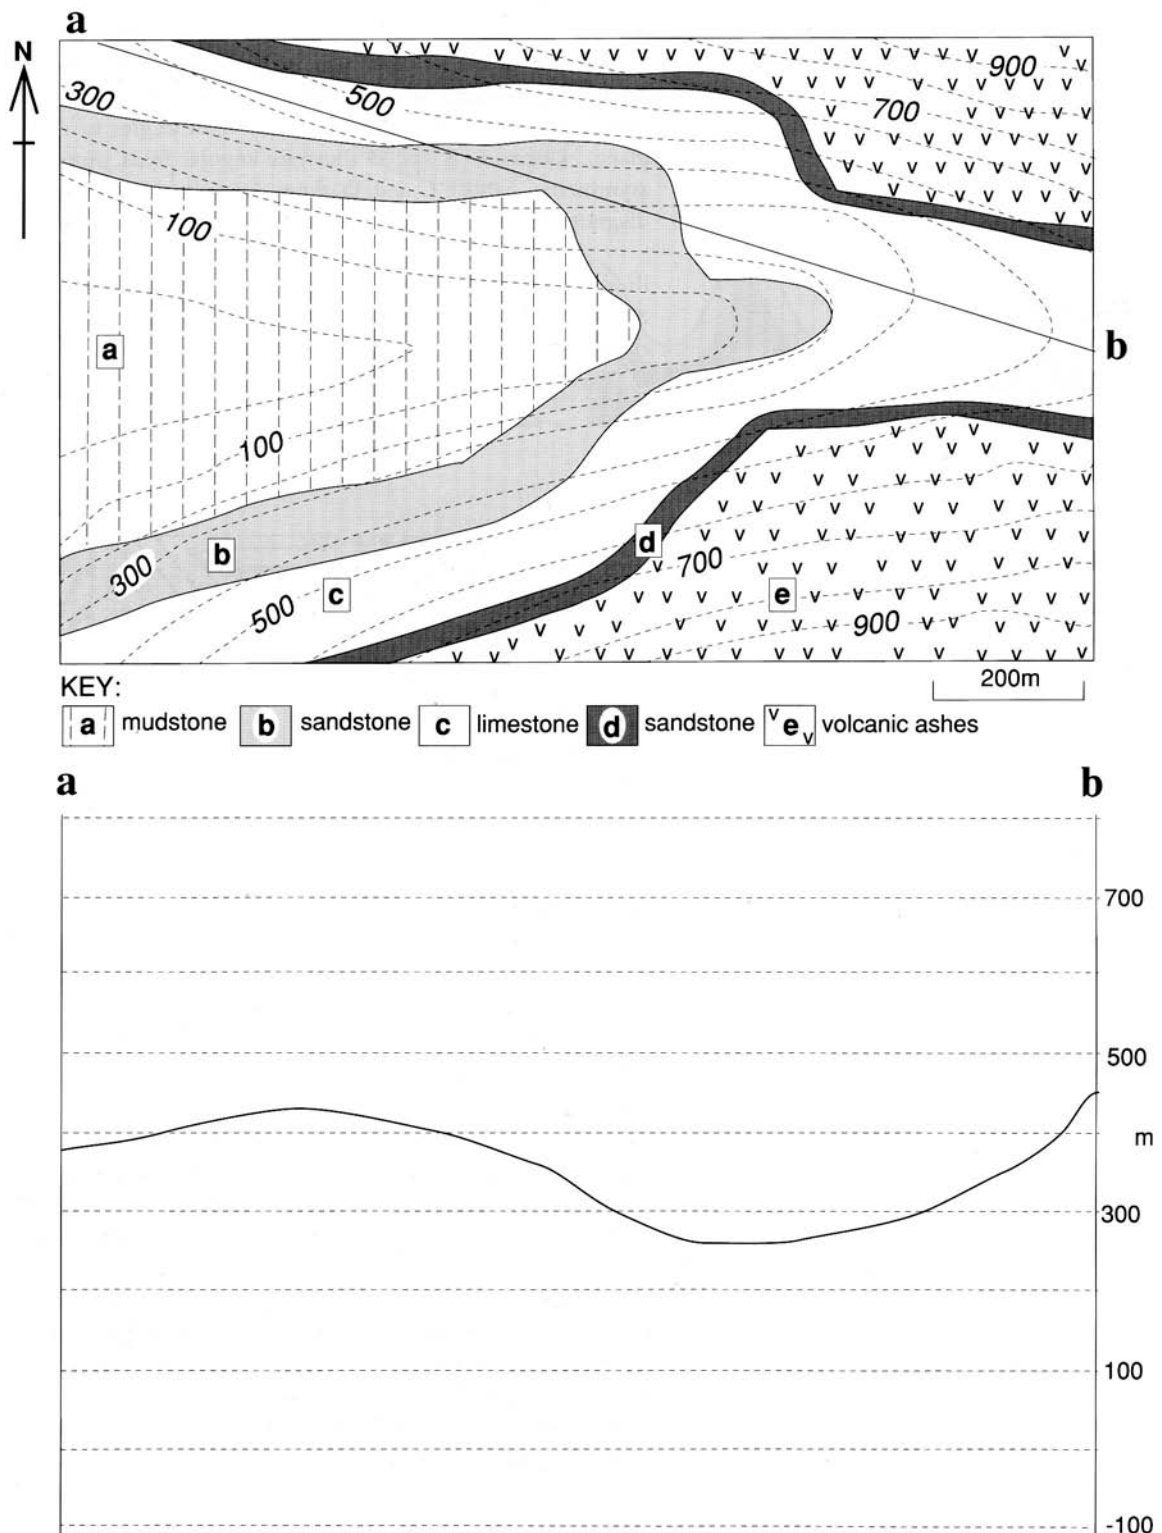 a
N
300
500
900
700
100
a
b
100
300
b
c
500
d
700
e
900
200m
KEY:
a mudstone b sandstone c limestone d sandstone v e v volcanic ashes
a b
700
500
m
300
100
-100